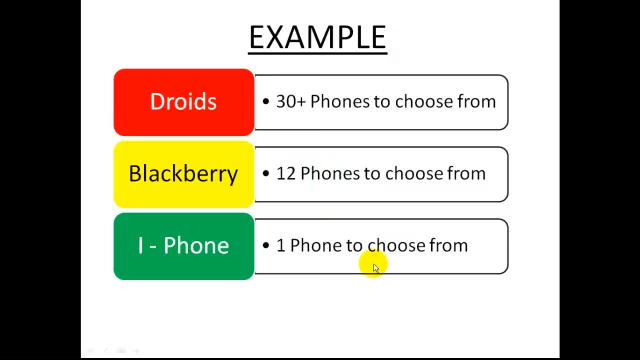 EXAMPLE
Droids
• 30+ Phones to choose from
Blackberry
• 12 Phones to choose from
I - Phone
• 1 Phone to choose from